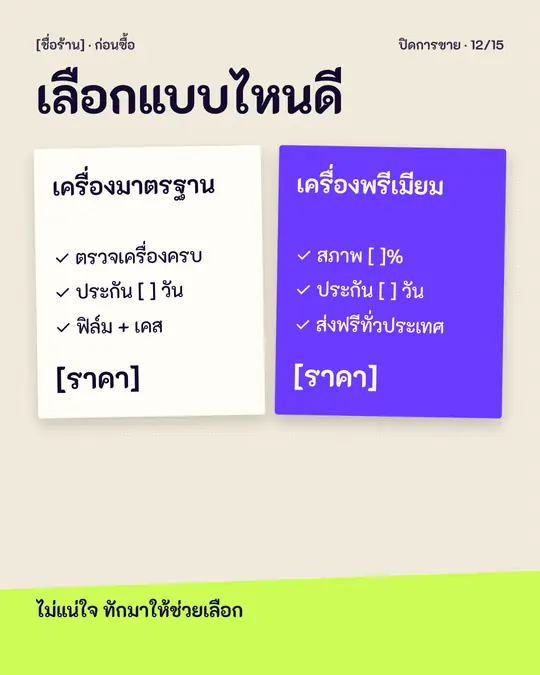 [ชื่อร้าน] · ก่อนซื้อ
ปิดการขาย · 12/15
เลือกแบบไหนดี
เครื่องมาตรฐาน
✓ ตรวจเครื่องครบ
✓ ประกัน [ ] วัน
✓ ฟิล์ม + เคส
[ราคา]
เครื่องพรีเมียม
✓ สภาพ [ ]%
✓ ประกัน [ ] วัน
✓ ส่งฟรีทั่วประเทศ
[ราคา]
ไม่แน่ใจ ทักมาให้ช่วยเลือก